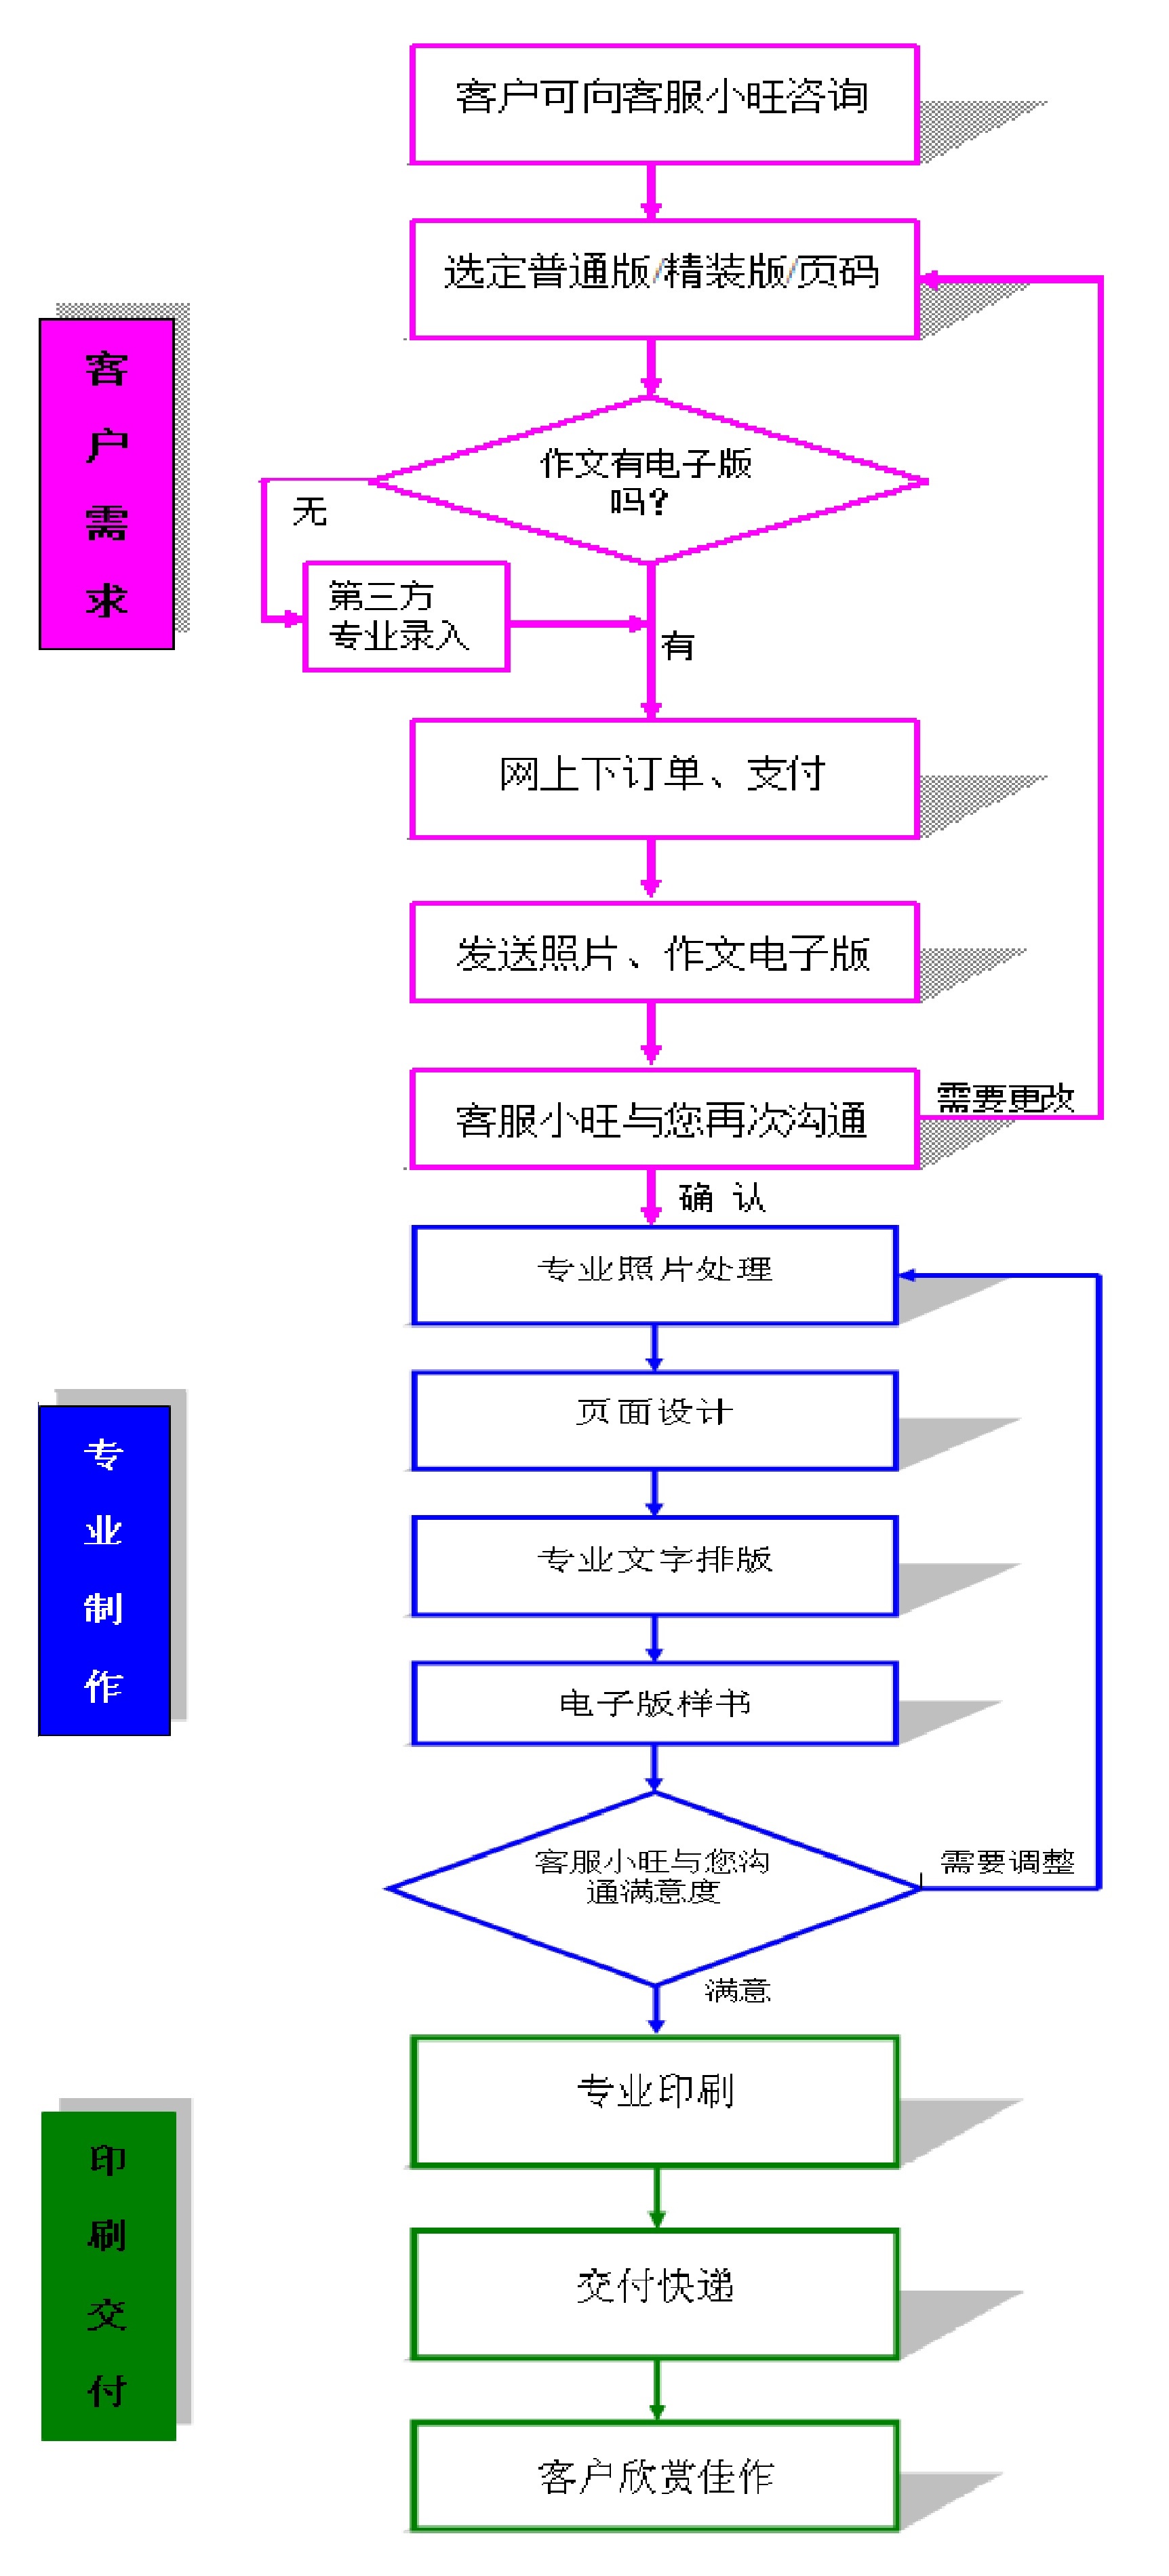 客户可向客服小旺咨询
选定普通版/精装版/页码
客户需求
作文有电子版
吗?
无
第三方
专业录入
有
网上下订单、支付
发送照片、作文电子版
客服小旺与您再次沟通
需要更改
确 认
专业照片处理
页面设计
专业制作
专业文字排版
电子版样书
客服小旺与您沟
通满意度
需要调整
满意
专业印刷
印刷交付
交付快递
客户欣赏佳作